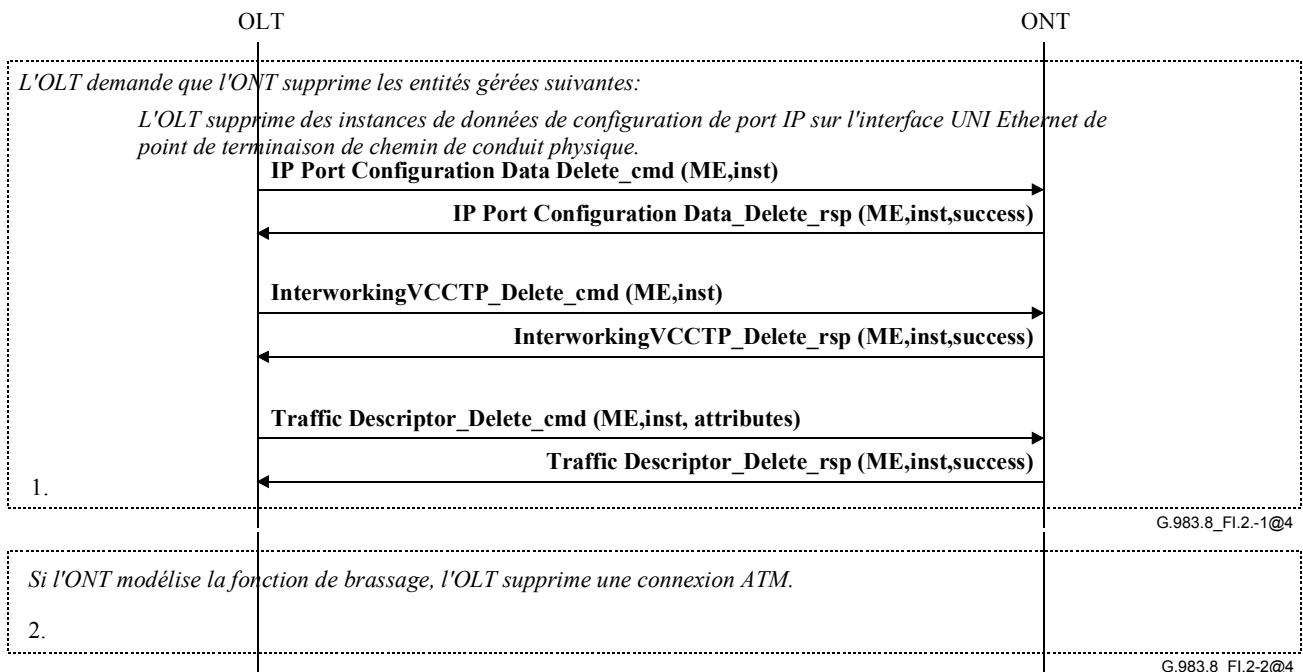 OLT
ONT
L'OLT demande que l'ONT supprime les entités gérées suivantes:
L'OLT supprime des instances de données de configuration de port IP sur l'interface UNI Ethernet de
point de terminaison de chemin de conduit physique.
IP Port Configuration Data Delete_cmd (ME,inst)
IP Port Configuration Data_Delete_rsp (ME,inst,success)
InterworkingVCCTP_Delete_cmd (ME,inst)
InterworkingVCCTP_Delete_rsp (ME,inst,success)
Traffic Descriptor_Delete_cmd (ME,inst, attributes)
Traffic Descriptor_Delete_rsp (ME,inst,success)
1.
G.983.8_FI.2.-1@4
Si l'ONT modélise la fonction de brassage, l'OLT supprime une connexion ATM.
2.
G.983.8_FI.2-2@4